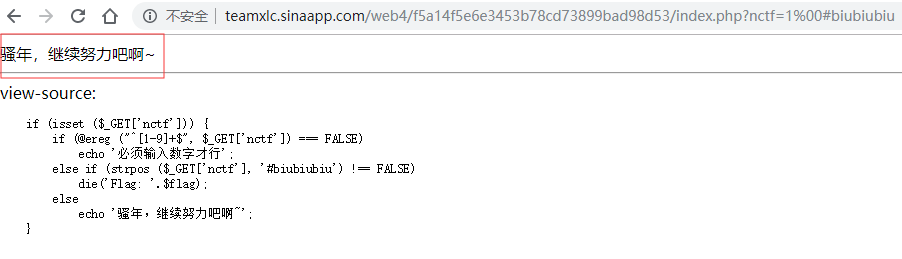 不安全 teamxlc.sinaapp.com/web4/f5a14f5e6e3453b78cd73899bad98d53/index.php?nctf=1%00#biubiubiu
骚年，继续努力吧啊~
view-source:
if (isset ($_GET['nctf'])) {
if (@ereg ("^[1-9]+$", $_GET['nctf']) === FALSE)
echo '必须输入数字才行';
else if (strpos ($_GET['nctf'], '#biubiubiu') !== FALSE)
die('Flag: '.$flag);
else
echo '骚年，继续努力吧啊~';
}